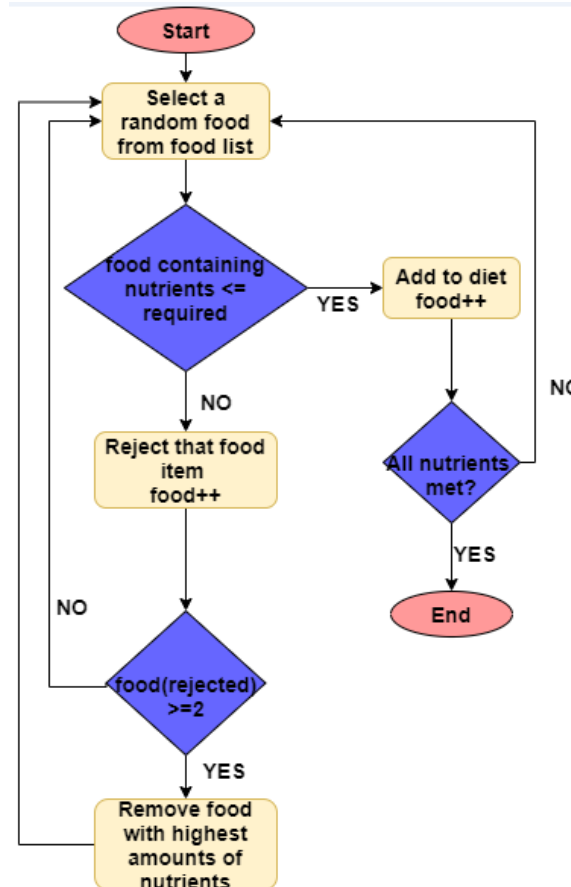 Start
Select a
random food
from food list
food containing
nutrients <=
required
YES
Add to diet
food++
NO
NO
Reject that food
item
food++
All nutrients
met?
YES
End
NO
food(rejected)
>=2
YES
Remove food
with highest
amounts of
nutrients